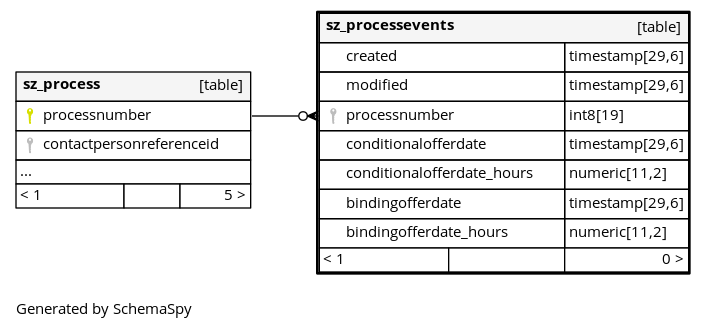 sz_process [table]
processnumber
contactpersonreferenceid
...
< 1 5 >
sz_processevents [table]
created timestamp[29,6]
modified timestamp[29,6]
processnumber int8[19]
conditionalofferdate timestamp[29,6]
conditionalofferdate_hours numeric[11,2]
bindingofferdate timestamp[29,6]
bindingofferdate_hours numeric[11,2]
< 1 0 >
Generated by SchemaSpy